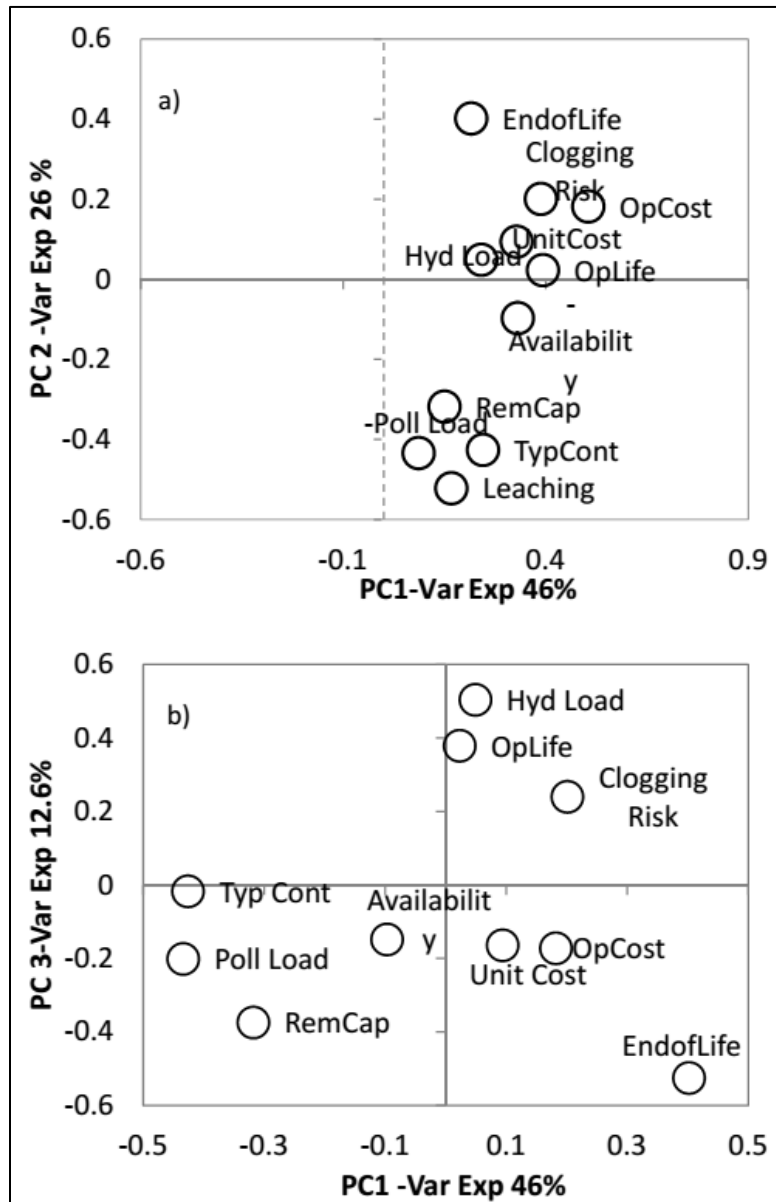 0.6
a)
0.4
EndofLife
Clogging
Risk
0.2
OpCost
UnitCost
Hyd Load
OpLife
0
-
Availabilit
y
-0.2
RemCap
-Poll Load
-0.4
TypCont
Leaching
-0.6
-0.6 -0.1 0.4 0.9
PC1-Var Exp 46%
PC 2 -Var Exp 26 %
0.6
b)
Hyd Load
0.4
OpLife
Clogging
Risk
0.2
0
Typ Cont
Availabilit
y
-0.2
Poll Load
OpCost
Unit Cost
RemCap
-0.4
EndofLife
-0.6
-0.5 -0.3 -0.1 0.1 0.3 0.5
PC1 -Var Exp 46%
PC 3-Var Exp 12.6%